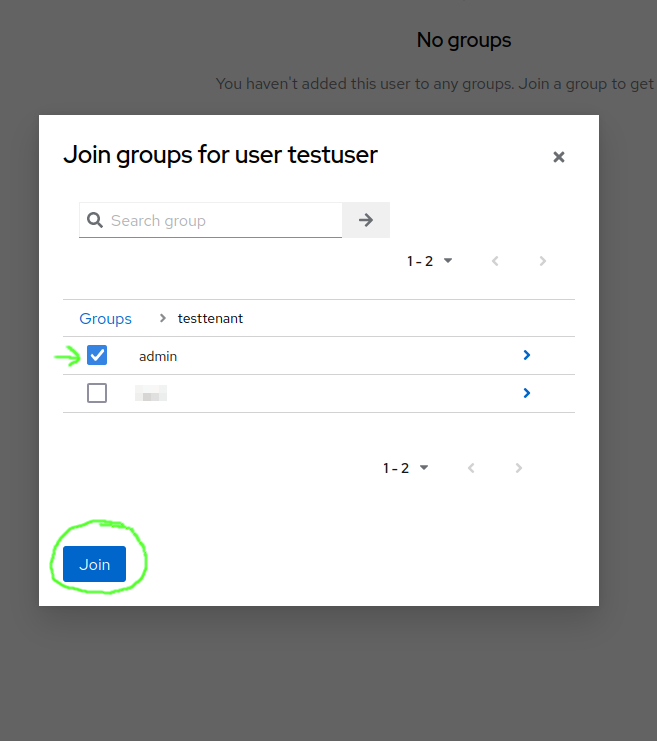 No groups
You haven't added this user to any groups. Join a group to get
Join groups for user testuser
Search group
1 - 2
Groups > testtenant
admin
1 - 2
Join